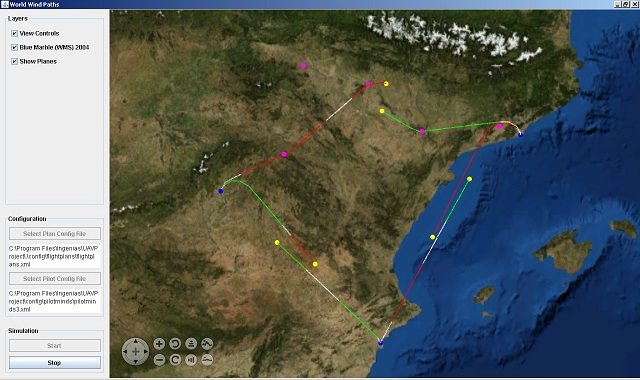 World Wind Paths
Layers
View Controls
Blue Marble (WMS) 2004
Show Planes
Configuration
Select Plan Config File
C:\Program Files\Ingenias\UAVP
roject\\config\flightplans\flightpl
ans.xml
Select Pilot Config File
C:\Program Files\Ingenias\UAVP
roject\config\pilotminds\pilotmin
ds3.xml
Simulation
Start
Stop